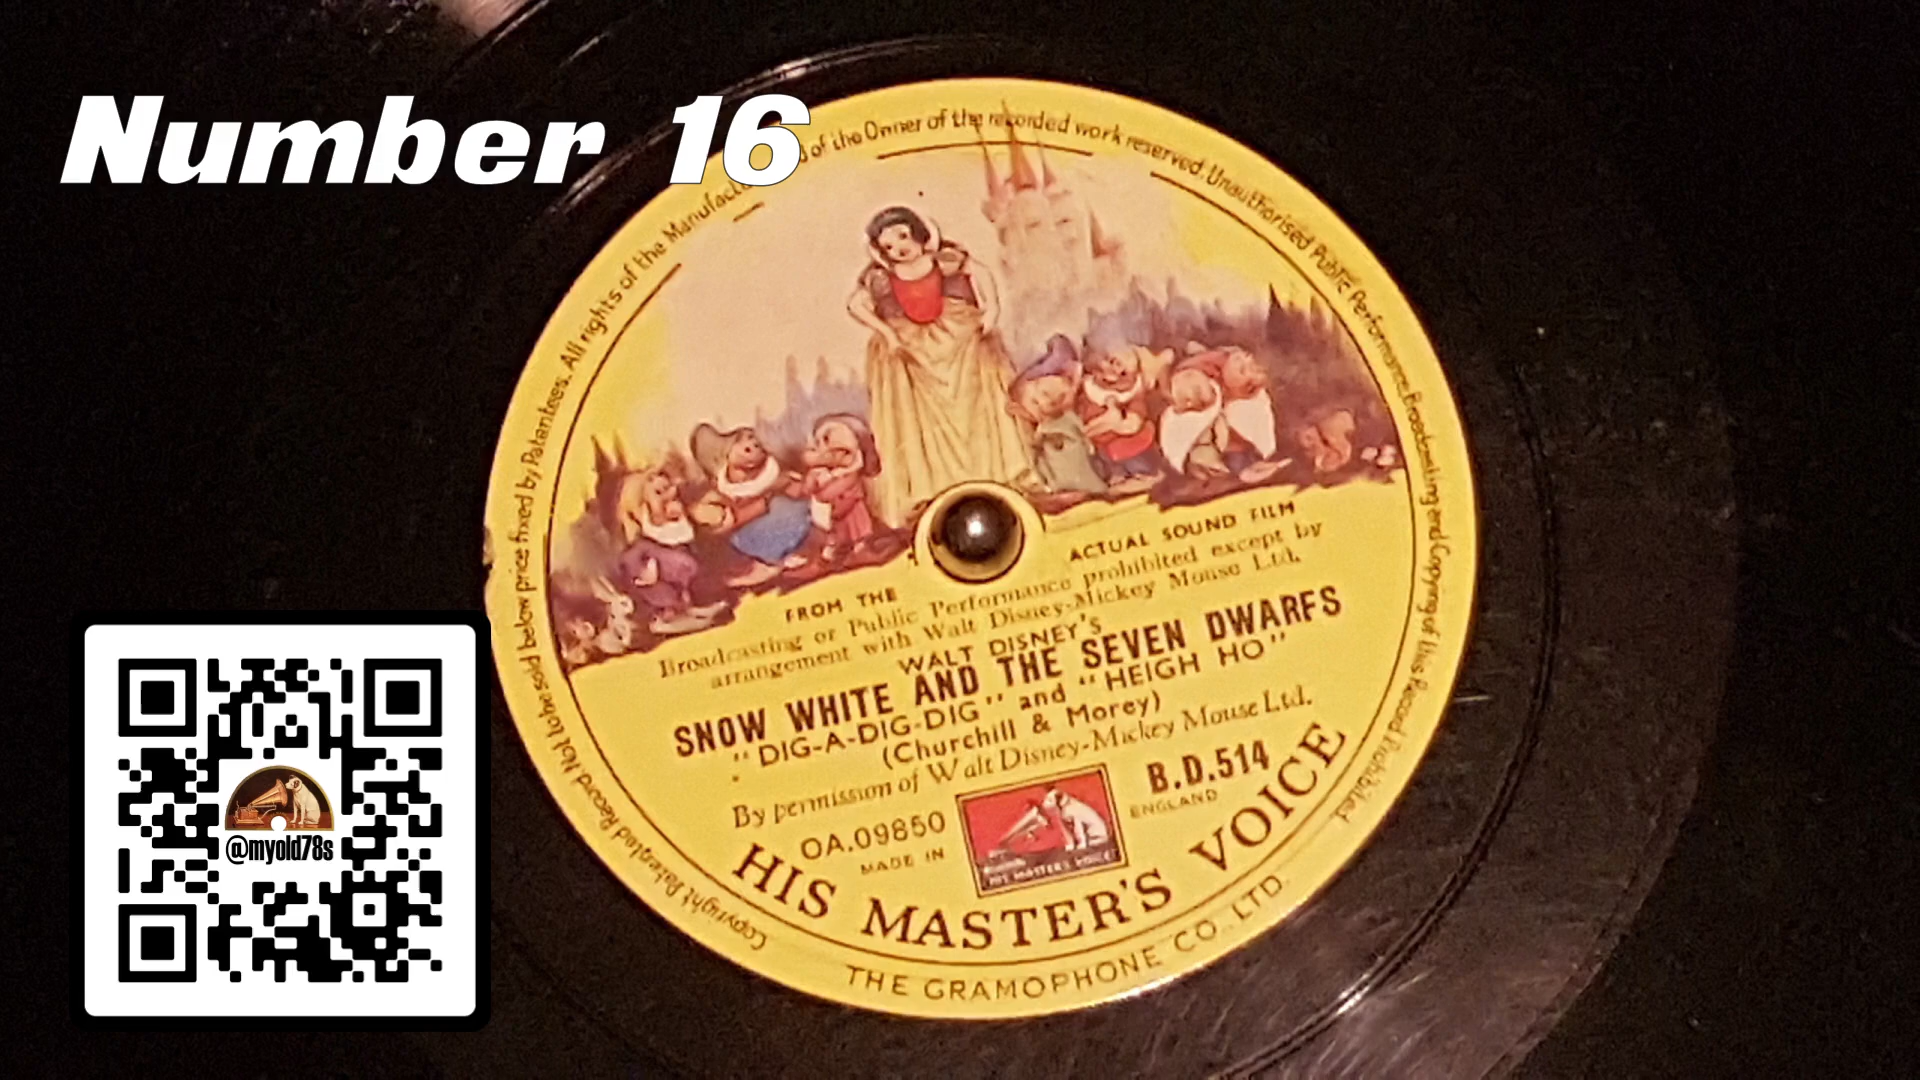 Number 16
Copyright Patented Record. Not to be sold below price fixed by Patentees. All rights of the Manufact
of the Owner of the recorded work reserved. Unauthorised Public Performance, Broadcasting and Copying of this Record Prohibited
FROM THE ACTUAL SOUND FILM
Broadcasting or Public Performance prohibited except by
arrangement with Walt Disney-Mickey Mouse Ltd.
WALT DISNEY'S
SNOW WHITE AND THE SEVEN DWARFS
"DIG-A-DIG-DIG" and "HEIGH HO"
(Churchill & Morey)
By permission of Walt Disney-Mickey Mouse Ltd.
OA.09850
B.D.514
MADE IN
ENGLAND
HIS MASTER'S VOICE
HIS MASTER'S VOICE
THE GRAMOPHONE CO., LTD.
@myold78s